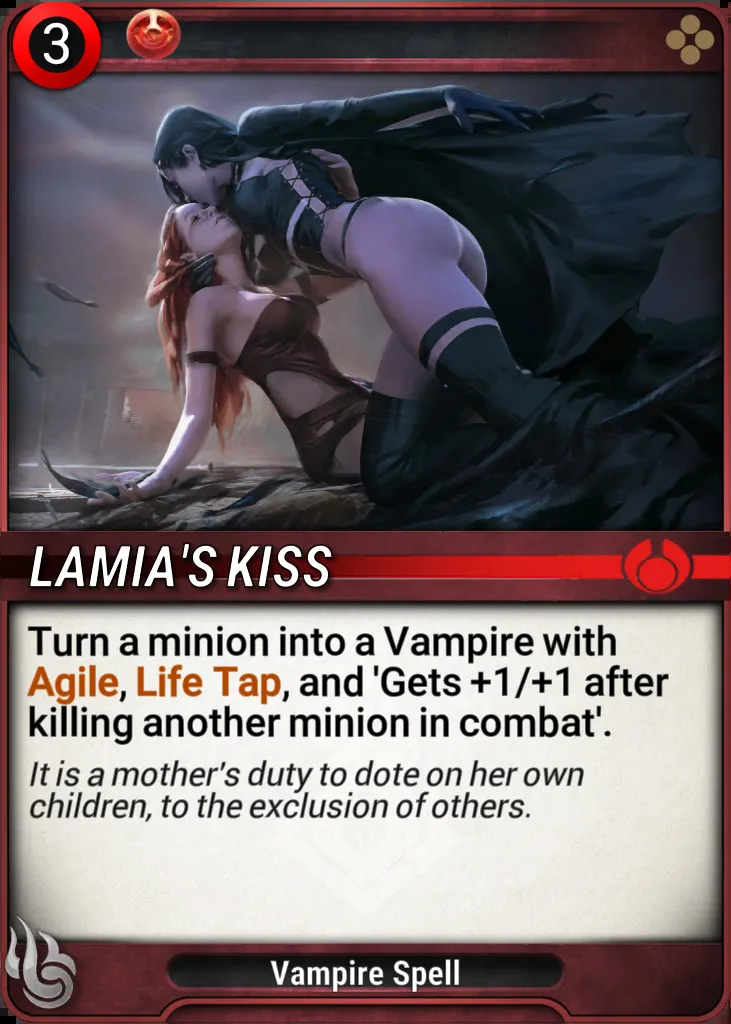 3
LAMIA'S KISS
Turn a minion into a Vampire with
Agile, Life Tap, and 'Gets +1/+1 after
killing another minion in combat'.
It is a mother's duty to dote on her own
children, to the exclusion of others.
Vampire Spell